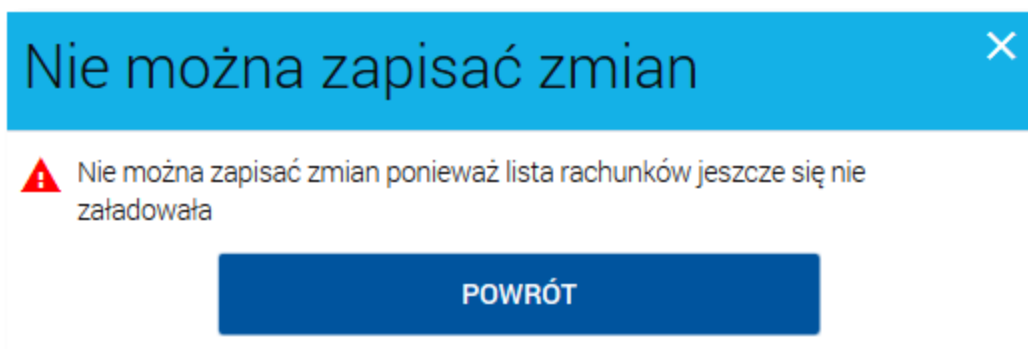 Nie można zapisać zmian
Nie można zapisać zmian ponieważ lista rachunków jeszcze się nie
załadowała
POWRÓT